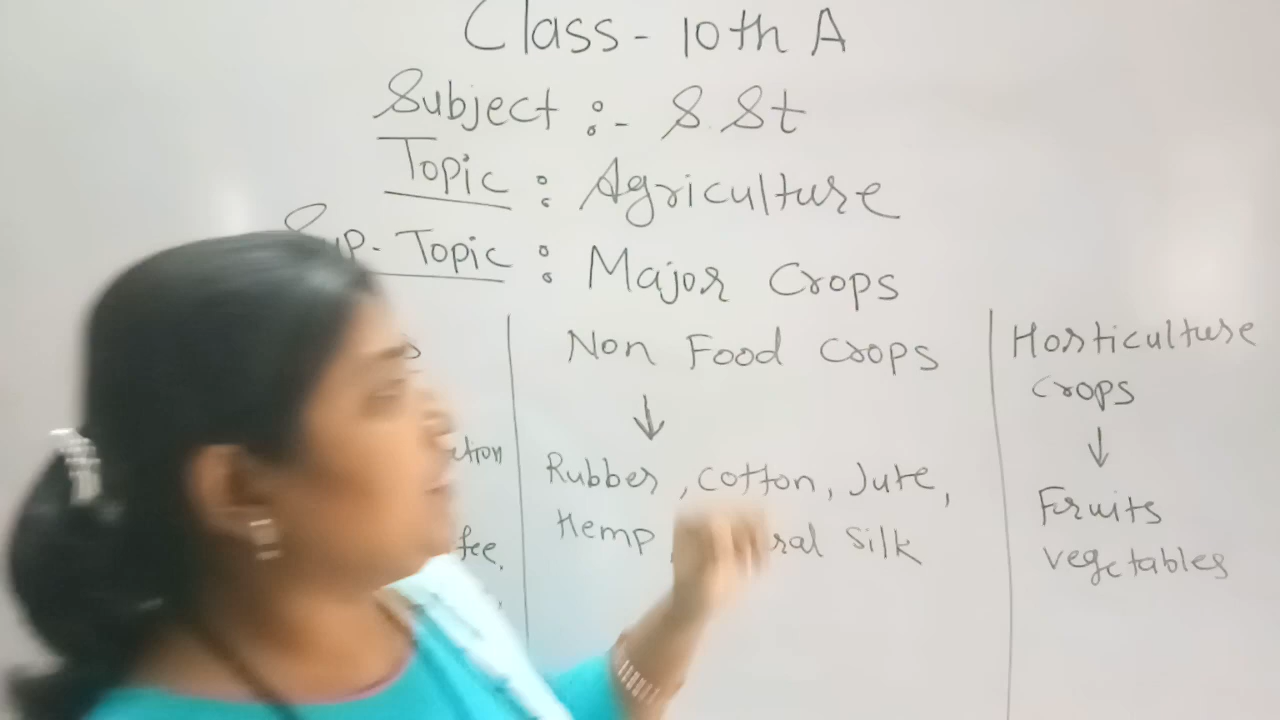 Class - 10th A
Subject :- S.St
Topic : Agriculture
Topic : Major Crops
Non Food Crops
Rubber, cotton, Jute,
Hemp silk
Horticulture
Crops
Fruits
vegetables